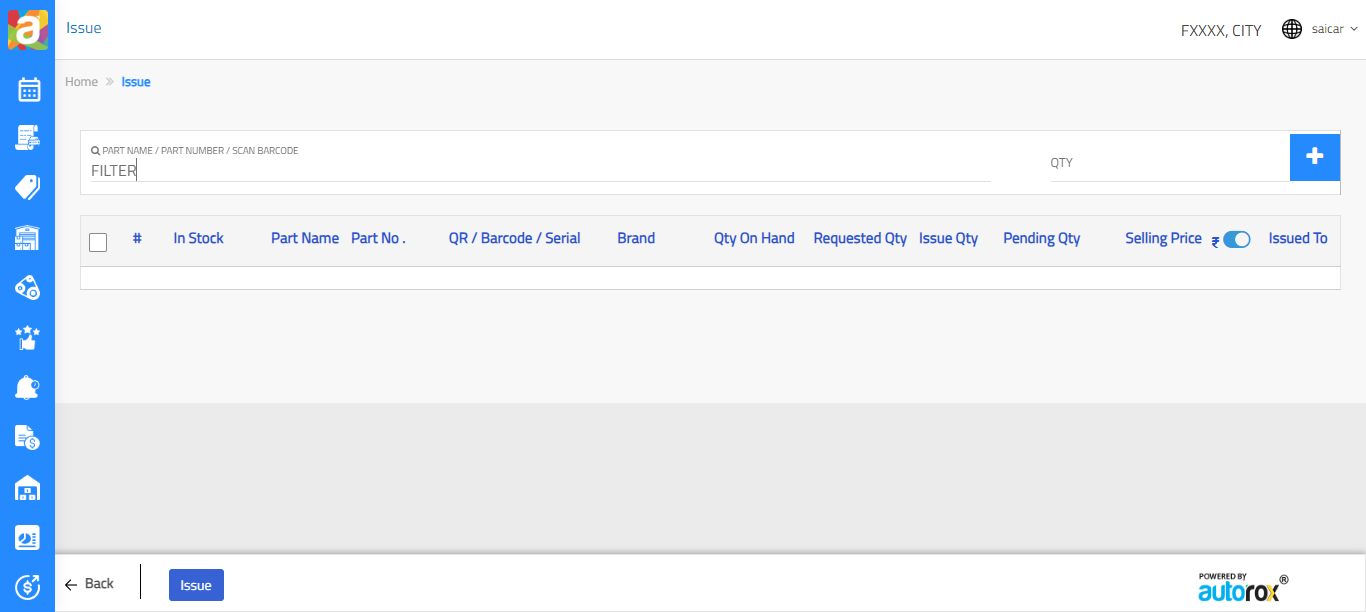 a
Issue
FXXXX, CITY
saicar
Home » Issue
PART NAME / PART NUMBER / SCAN BARCODE
FILTER
QTY
# In Stock Part Name Part No . QR / Barcode / Serial Brand Qty On Hand Requested Qty Issue Qty Pending Qty Selling Price ₹ Issued To
Back
Issue
POWERED BY
autorox®